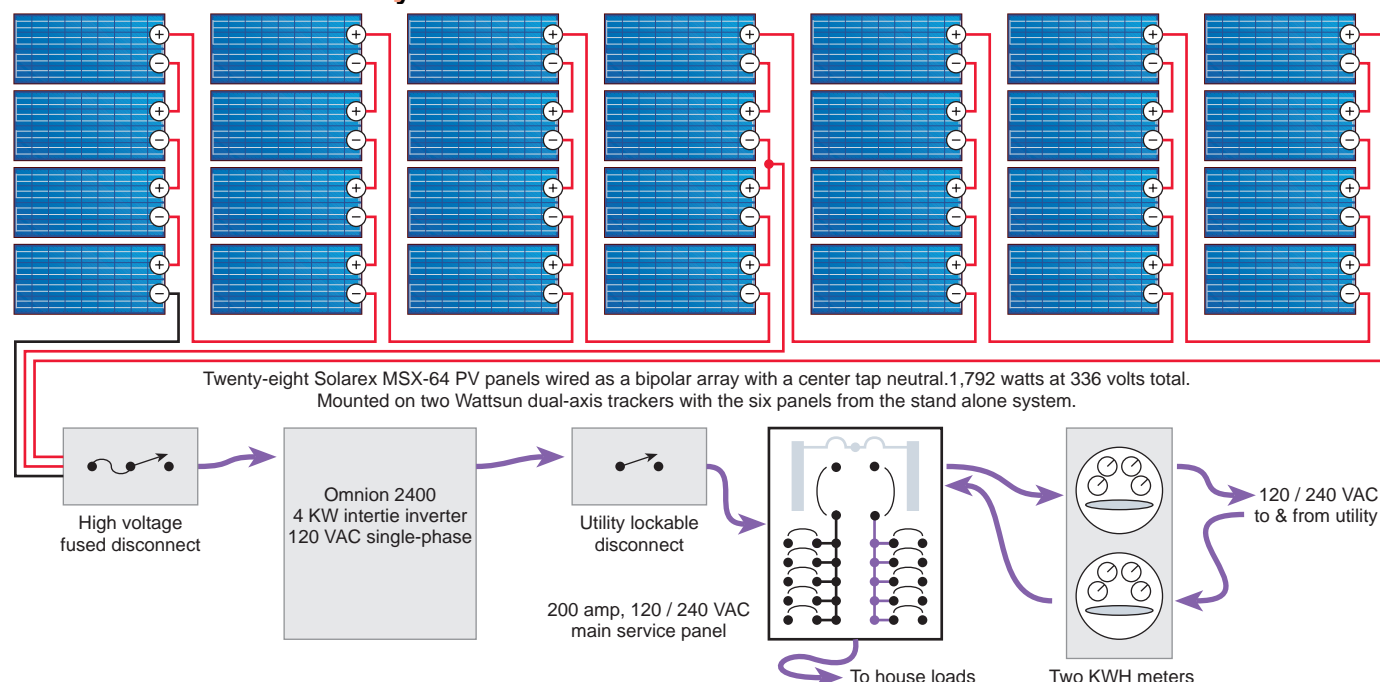 Twenty-eight Solarex MSX-64 PV panels wired as a bipolar array with a center tap neutral.1,792 watts at 336 volts total.
Mounted on two Wattsun dual-axis trackers with the six panels from the stand alone system.
High voltage
fused disconnect
Omnion 2400
4 KW intertie inverter
120 VAC single-phase
Utility lockable
disconnect
200 amp, 120 / 240 VAC
main service panel
To house loads
Two KWH meters
120 / 240 VAC
to & from utility